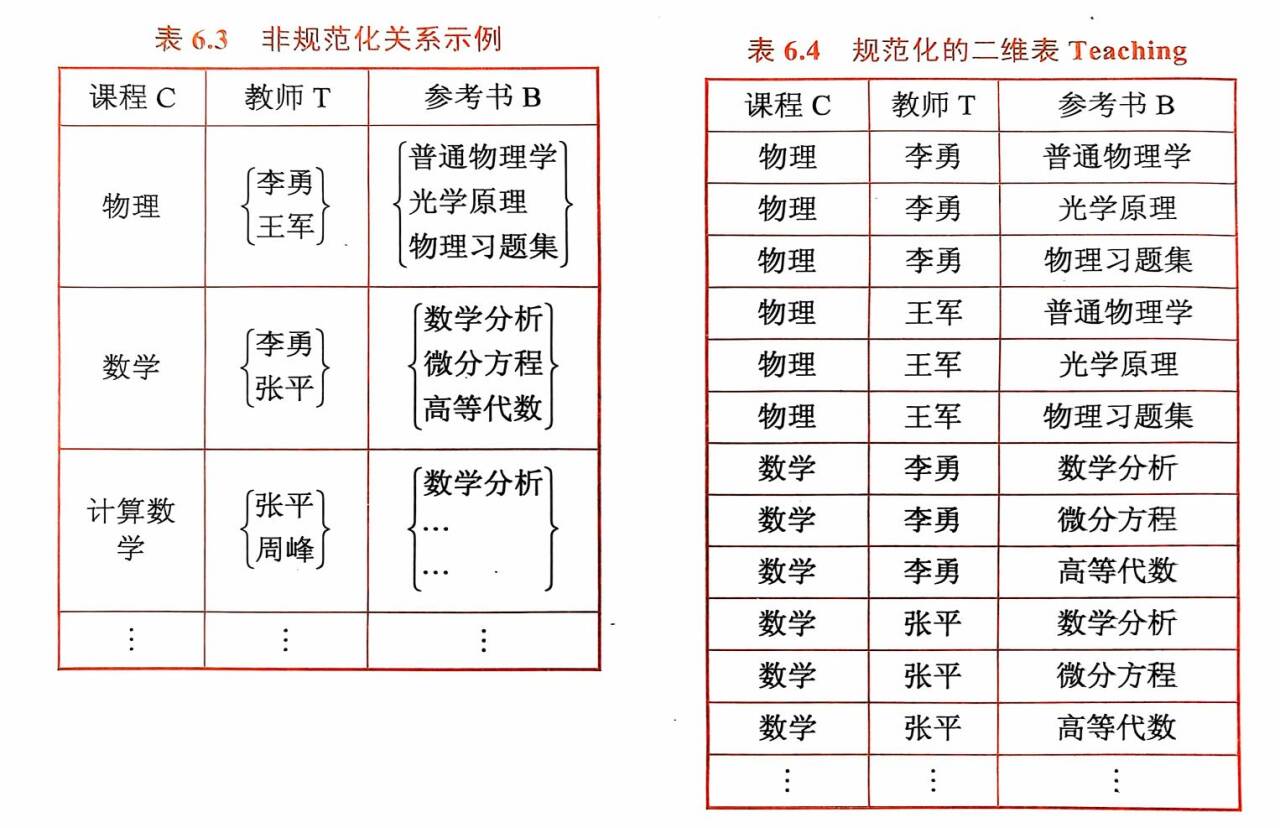 表 6.3 非规范化关系示例
课程 C 教师 T 参考书 B
物理
李勇
王军
普通物理学
光学原理
物理习题集
数学
李勇
张平
数学分析
微分方程
高等代数
计算数
学
张平
周峰
数学分析
…
…
⋮ ⋮ ⋮
表 6.4 规范化的二维表 Teaching
课程 C 教师 T 参考书 B
物理 李勇 普通物理学
物理 李勇 光学原理
物理 李勇 物理习题集
物理 王军 普通物理学
物理 王军 光学原理
物理 王军 物理习题集
数学 李勇 数学分析
数学 李勇 微分方程
数学 李勇 高等代数
数学 张平 数学分析
数学 张平 微分方程
数学 张平 高等代数
⋮ ⋮ ⋮